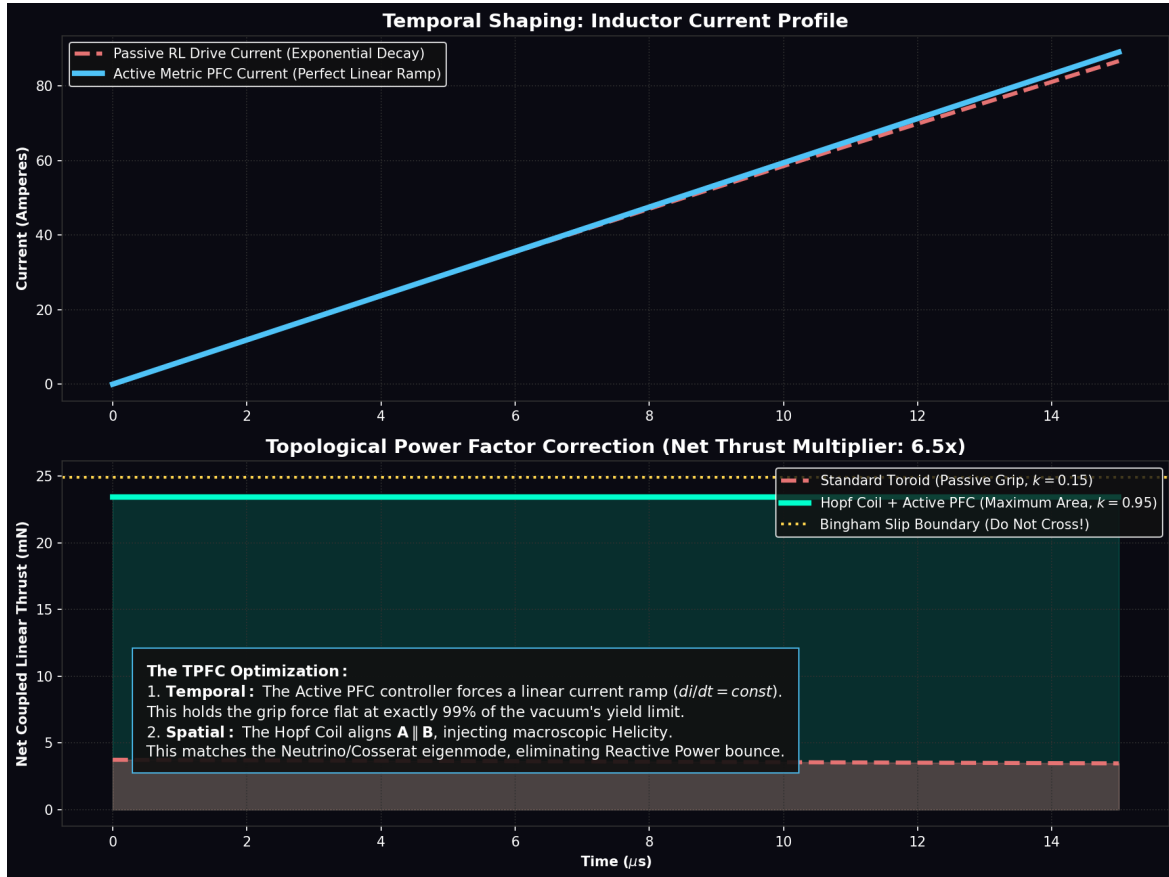 Temporal Shaping: Inductor Current Profile
Passive RL Drive Current (Exponential Decay)
Active Metric PFC Current (Perfect Linear Ramp)
Current (Amperes)
80
60
40
20
0
0 2 4 6 8 10 12 14
Topological Power Factor Correction (Net Thrust Multiplier: 6.5x)
Standard Toroid (Passive Grip, k = 0.15)
Hopf Coil + Active PFC (Maximum Area, k = 0.95)
Bingham Slip Boundary (Do Not Cross!)
Net Coupled Linear Thrust (mN)
25
20
15
10
5
0
The TPFC Optimization:
1. Temporal: The Active PFC controller forces a linear current ramp (di/dt = const).
This holds the grip force flat at exactly 99% of the vacuum's yield limit.
2. Spatial: The Hopf Coil aligns A ∥ B, injecting macroscopic Helicity.
This matches the Neutrino/Cosserat eigenmode, eliminating Reactive Power bounce.
0 2 4 6 8 10 12 14
Time (μs)